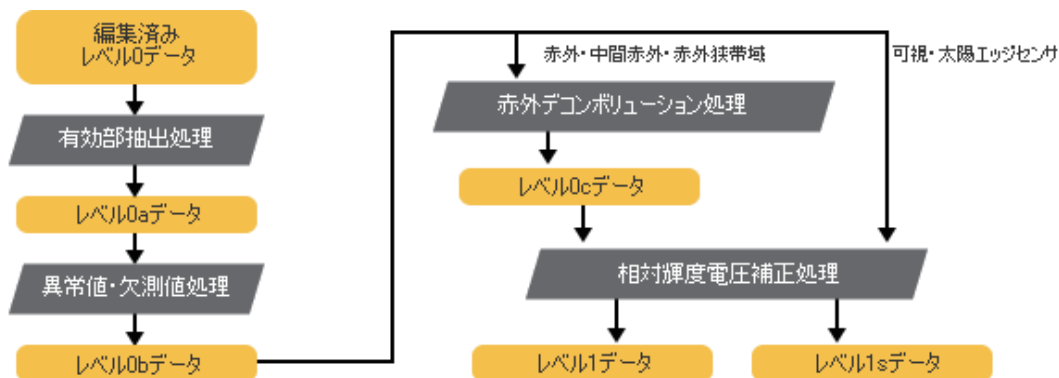 編集済み
レベル0データ
有効部抽出処理
レベル0aデータ
異常値・欠測値処理
レベル0bデータ
赤外・中間赤外・赤外狭帯域
可視・太陽エッジセンサ
赤外デコンボリューション処理
レベル0cデータ
相対輝度電圧補正処理
レベル1データ
レベル1sデータ